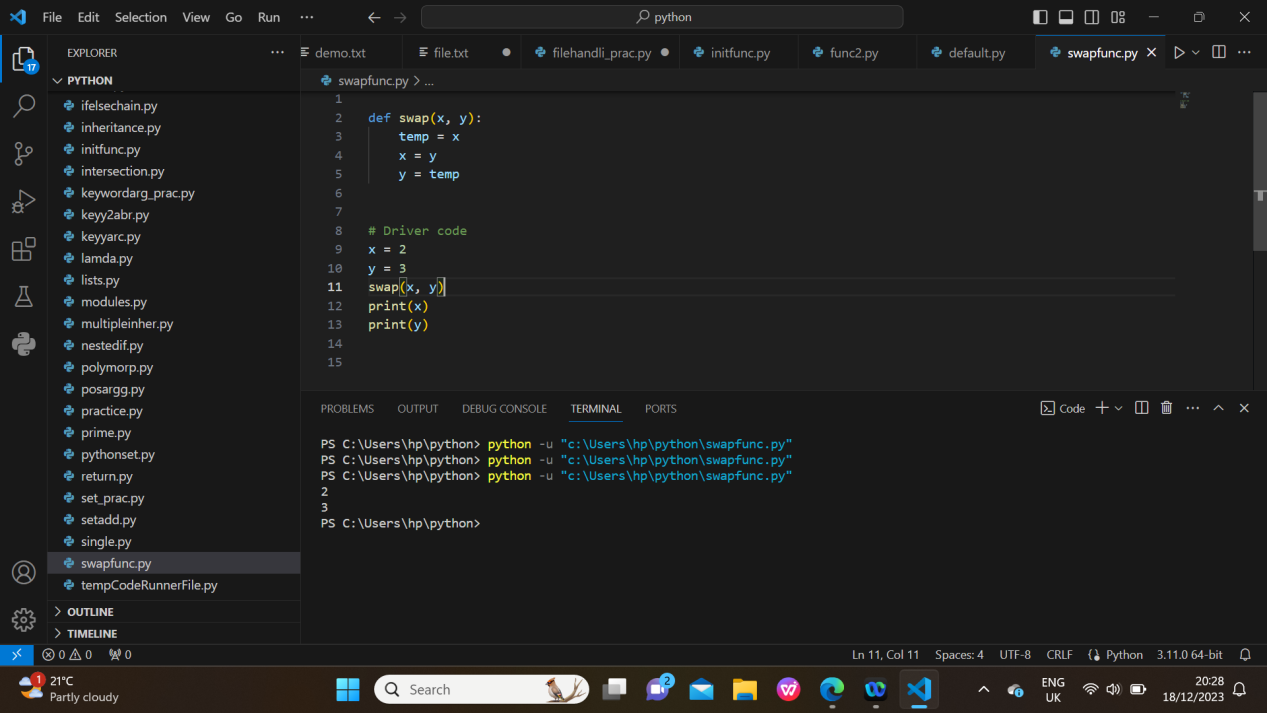 File Edit Selection View Go Run ···
python
EXPLORER ···
demo.txt file.txt filehandli_prac.py initfunc.py func2.py default.py swapfunc.py
17
PYTHON
swapfunc.py > ...
ifelsechain.py
inheritance.py
initfunc.py
intersection.py
keywordarg_prac.py
keyy2abr.py
keyyarc.py
lamda.py
lists.py
modules.py
multipleinher.py
nestedif.py
polymorp.py
posargg.py
practice.py
prime.py
pythonset.py
return.py
set_prac.py
setadd.py
single.py
swapfunc.py
tempCodeRunnerFile.py
OUTLINE
TIMELINE
1
2 def swap(x, y):
3 temp = x
4 x = y
5 y = temp
6
7
8 # Driver code
9 x = 2
10 y = 3
11 swap(x, y)
12 print(x)
13 print(y)
14
15
PROBLEMS OUTPUT DEBUG CONSOLE TERMINAL PORTS
Code
PS C:\Users\hp\python> python -u "c:\Users\hp\python\swapfunc.py"
PS C:\Users\hp\python> python -u "c:\Users\hp\python\swapfunc.py"
PS C:\Users\hp\python> python -u "c:\Users\hp\python\swapfunc.py"
2
3
PS C:\Users\hp\python>
0 0 0
Ln 11, Col 11 Spaces: 4 UTF-8 CRLF Python 3.11.0 64-bit
1
21°C
Partly cloudy
Search
2
ENG
UK
20:28
18/12/2023